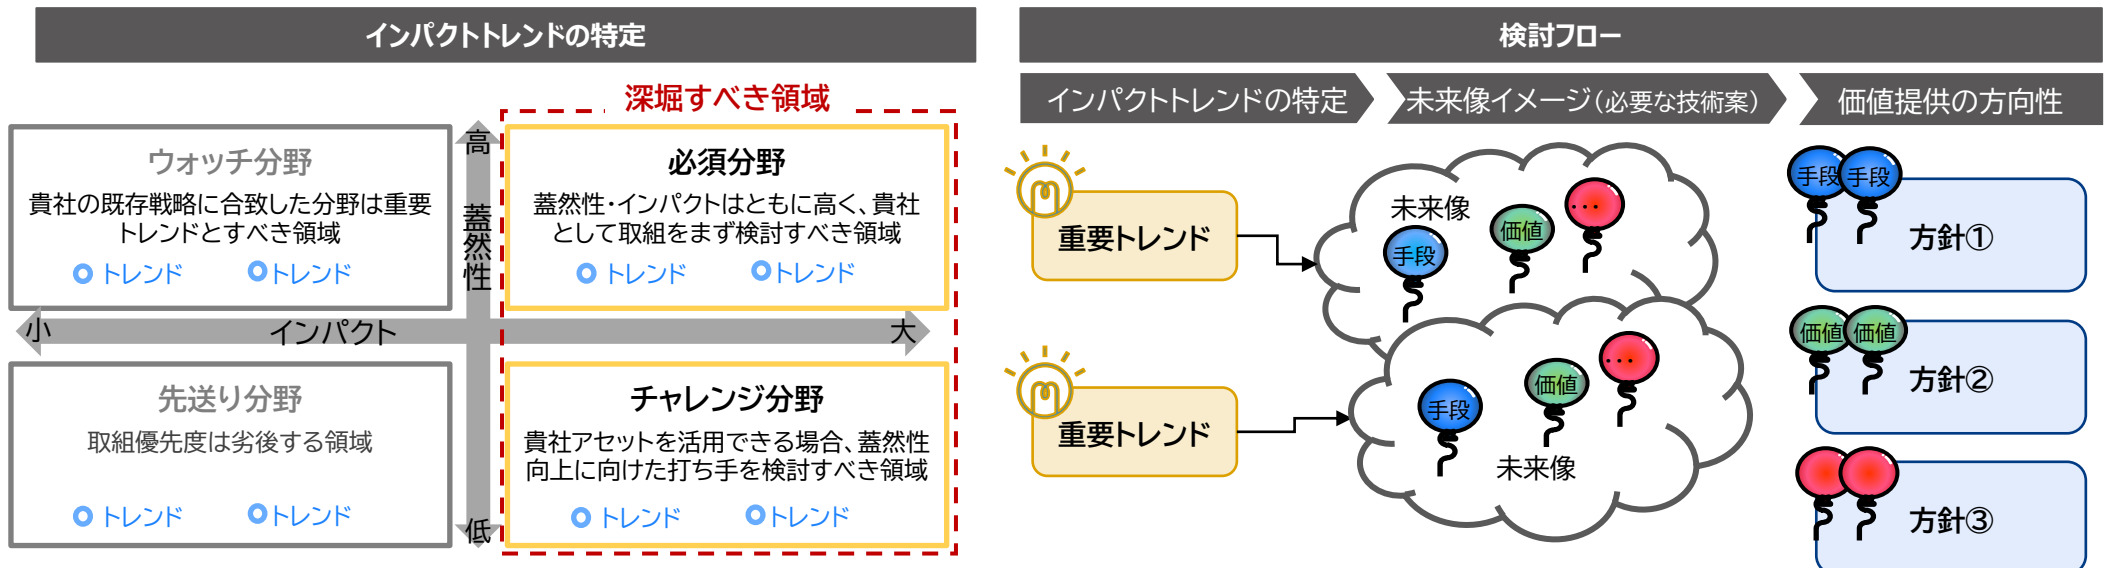 インパクトトレンドの特定
深堀すべき領域
高
蓋然性
低
小
インパクト
大
ウォッチ分野
貴社の既存戦略に合致した分野は重要
トレンドとすべき領域
トレンド
トレンド
必須分野
蓋然性・インパクトはともに高く、貴社
として取組をまず検討すべき領域
トレンド
トレンド
先送り分野
取組優先度は劣後する領域
トレンド
トレンド
チャレンジ分野
貴社アセットを活用できる場合、蓋然性
向上に向けた打ち手を検討すべき領域
トレンド
トレンド
検討フロー
インパクトトレンドの特定
未来像イメージ（必要な技術案）
価値提供の方向性
重要トレンド
未来像
手段
価値
...
重要トレンド
手段
価値
...
未来像
手段
手段
方針①
価値
価値
方針②
方針③